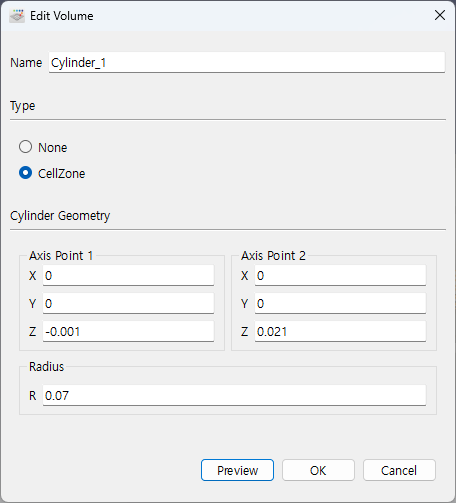 Edit Volume
Name Cylinder_1
Type
None
CellZone
Cylinder Geometry
Axis Point 1
X 0
Y 0
Z -0.001
Axis Point 2
X 0
Y 0
Z 0.021
Radius
R 0.07
Preview OK Cancel